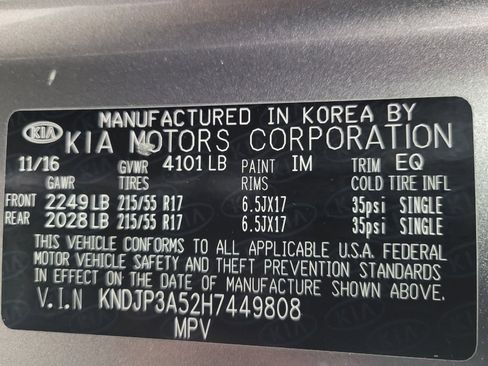 MANUFACTURED IN KOREA BY
KIA KIA MOTORS CORPORATION
11/16 GVWR 4101 LB PAINT IM TRIM EQ
GAWR TIRES RIMS COLD TIRE INFL
FRONT 2249 LB 215/55 R17 6.5JX17 35psi SINGLE
REAR 2028 LB 215/55 R17 6.5JX17 35psi SINGLE
THIS VEHICLE CONFORMS TO ALL APPLICABLE U.S.A. FEDERAL
MOTOR VEHICLE SAFETY AND THEFT PREVENTION STANDARDS
IN EFFECT ON THE DATE OF MANUFACTURE SHOWN ABOVE.
V.I.N KNDJP3A52H7449808
MPV